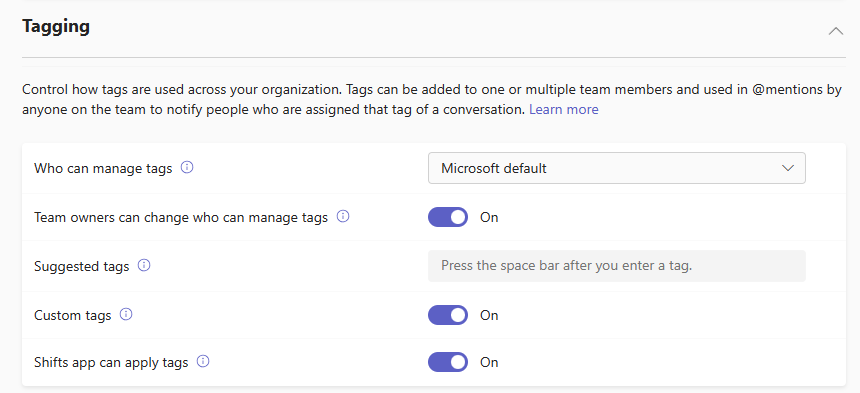 Tagging
Control how tags are used across your organization. Tags can be added to one or multiple team members and used in @mentions by
anyone on the team to notify people who are assigned that tag of a conversation. Learn more
Who can manage tags
Microsoft default
Team owners can change who can manage tags
On
Suggested tags
Press the space bar after you enter a tag.
Custom tags
On
Shifts app can apply tags
On